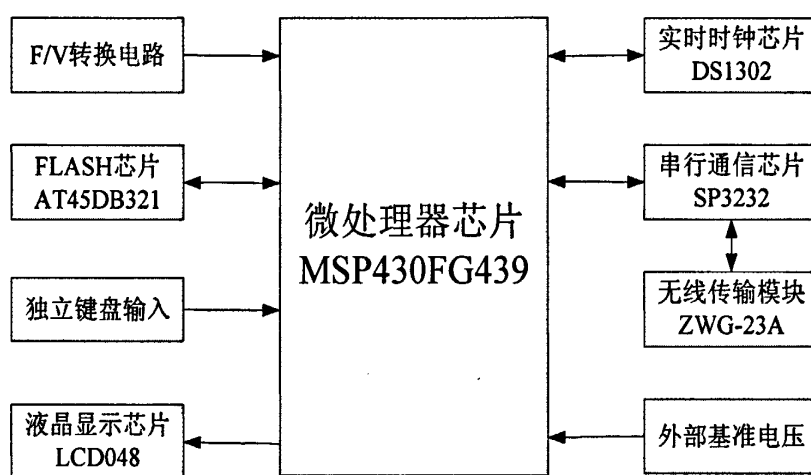 F/V转换电路
FLASH芯片
AT45DB321
独立键盘输入
液晶显示芯片
LCD048
微处理器芯片
MSP430FG439
实时时钟芯片
DS1302
串行通信芯片
SP3232
无线传输模块
ZWG-23A
外部基准电压